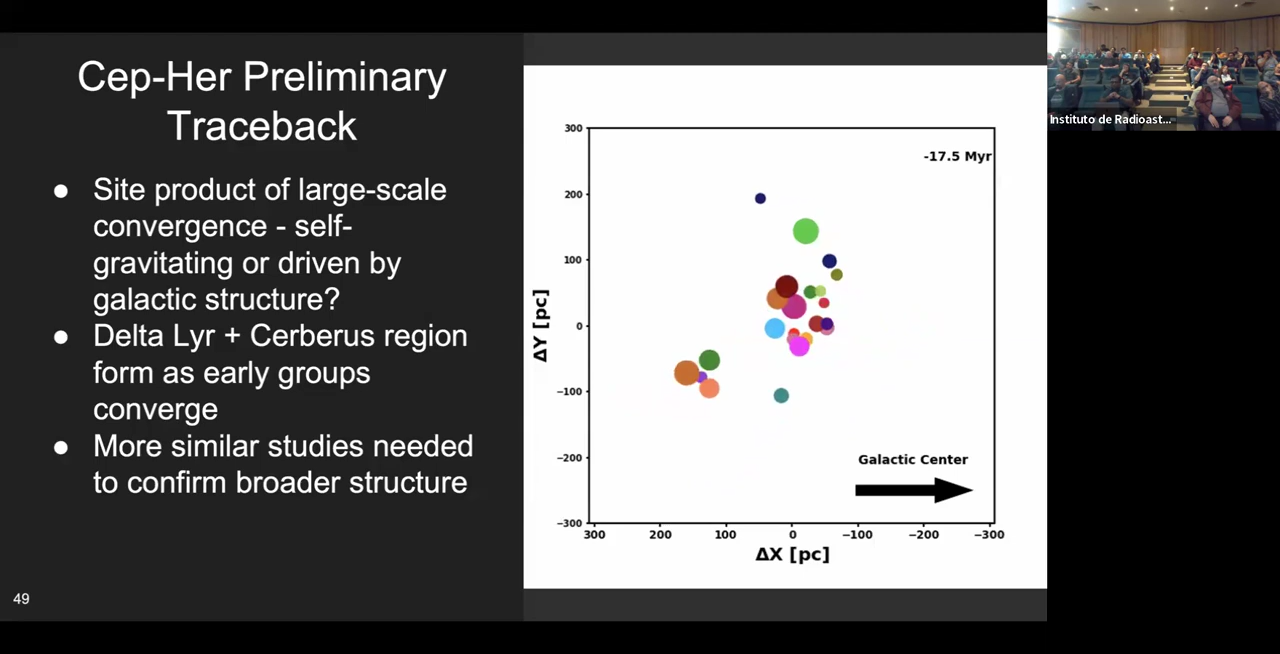 Cep-Her Preliminary
Traceback
● Site product of large-scale
convergence - self-
gravitating or driven by
galactic structure?
● Delta Lyr + Cerberus region
form as early groups
converge
● More similar studies needed
to confirm broader structure
49
-17.5 Myr
300
200
100
0
−100
−200
−300
ΔY [pc]
Galactic Center
300
200
100
0
−100
−200
−300
ΔX [pc]
Instituto de Radioast...